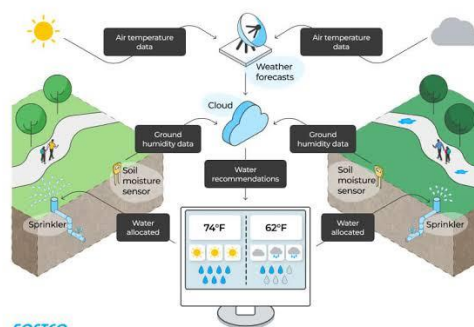 Air temperature
data
Air temperature
data
Weather
forecasts
Cloud
Ground
humidity data
Ground
humidity data
Soil
moisture
sensor
Soil
moisture
sensor
Water
recommendations
Sprinkler
Water
allocated
74°F
62°F
Water
allocated
Sprinkler